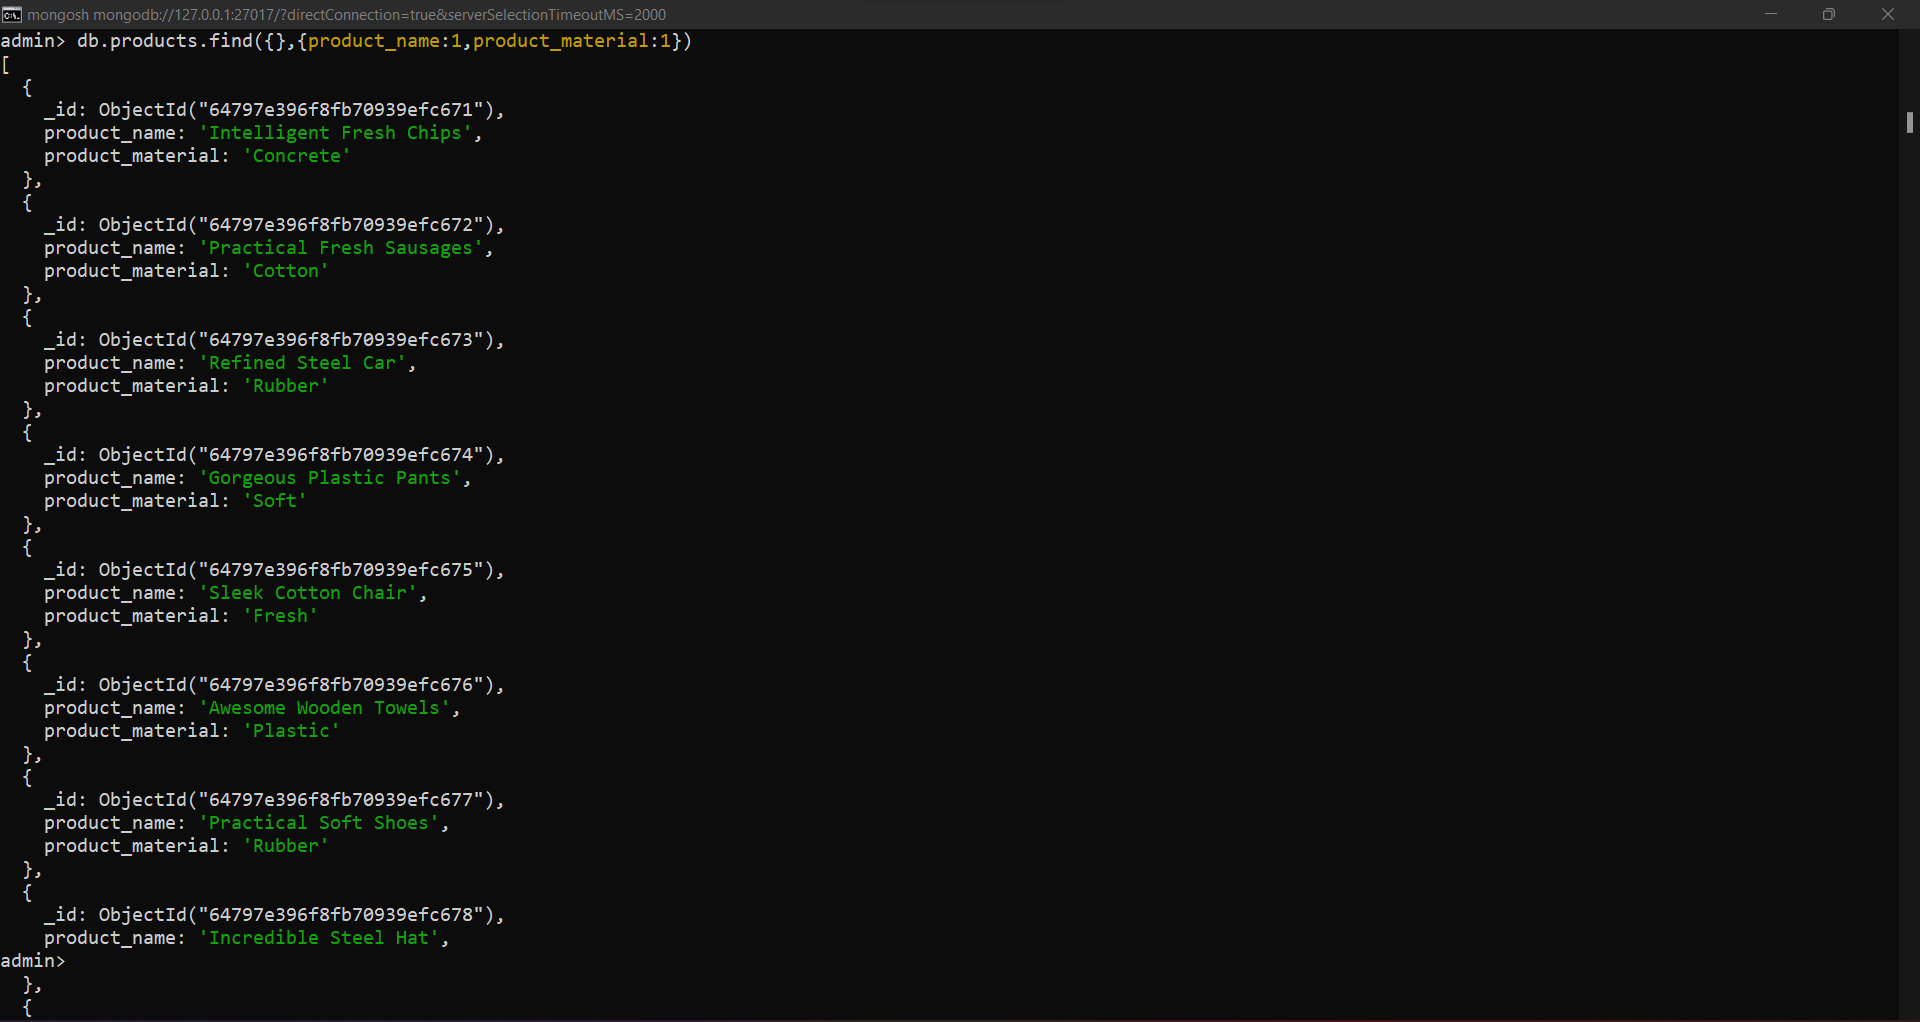 mongosh mongodb://127.0.0.1:27017/?directConnection=true&serverSelectionTimeoutMS=2000
admin> db.products.find({},{product_name:1,product_material:1})
[
  {
    _id: ObjectId("64797e396f8fb70939efc671"),
    product_name: 'Intelligent Fresh Chips',
    product_material: 'Concrete'
  },
  {
    _id: ObjectId("64797e396f8fb70939efc672"),
    product_name: 'Practical Fresh Sausages',
    product_material: 'Cotton'
  },
  {
    _id: ObjectId("64797e396f8fb70939efc673"),
    product_name: 'Refined Steel Car',
    product_material: 'Rubber'
  },
  {
    _id: ObjectId("64797e396f8fb70939efc674"),
    product_name: 'Gorgeous Plastic Pants',
    product_material: 'Soft'
  },
  {
    _id: ObjectId("64797e396f8fb70939efc675"),
    product_name: 'Sleek Cotton Chair',
    product_material: 'Fresh'
  },
  {
    _id: ObjectId("64797e396f8fb70939efc676"),
    product_name: 'Awesome Wooden Towels',
    product_material: 'Plastic'
  },
  {
    _id: ObjectId("64797e396f8fb70939efc677"),
    product_name: 'Practical Soft Shoes',
    product_material: 'Rubber'
  },
  {
    _id: ObjectId("64797e396f8fb70939efc678"),
    product_name: 'Incredible Steel Hat',
admin>
  },
  {